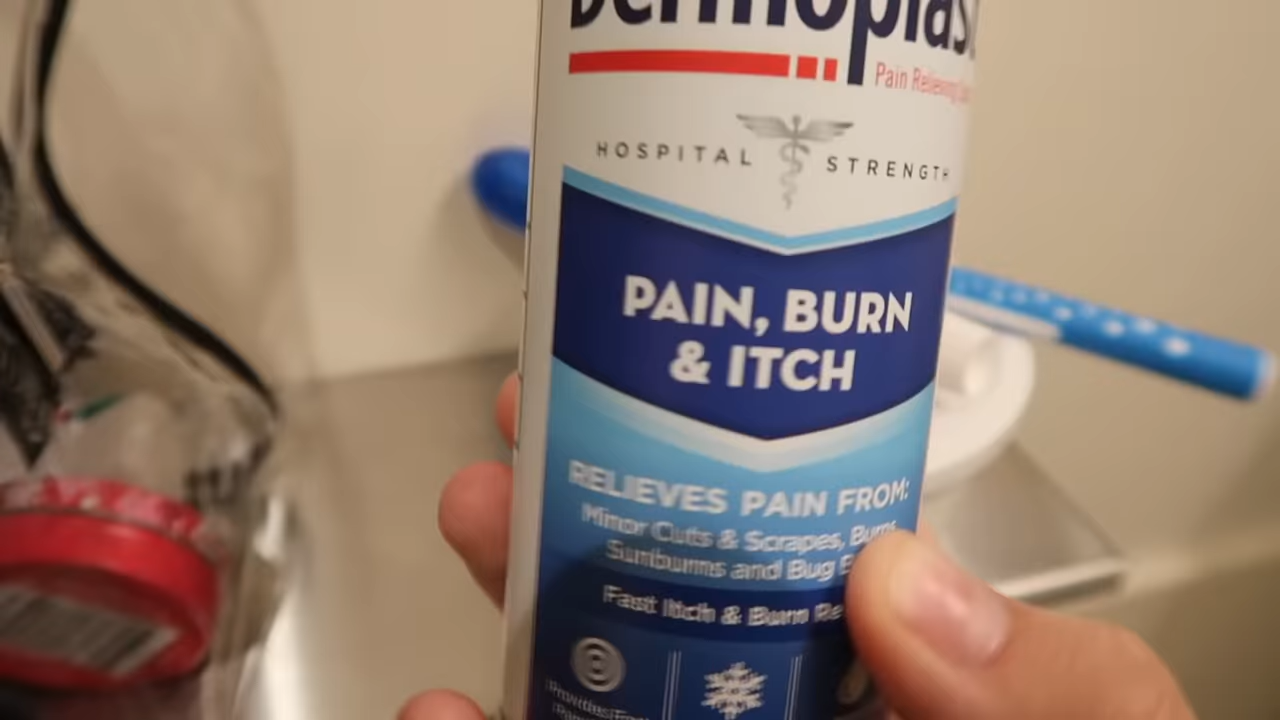 Dermoplast
Pain Relieving
HOSPITAL STRENGTH
PAIN, BURN
& ITCH
RELIEVES PAIN FROM:
Minor Cuts & Scrapes, Burns,
Sunburns and Bug
Fast Itch & Burn